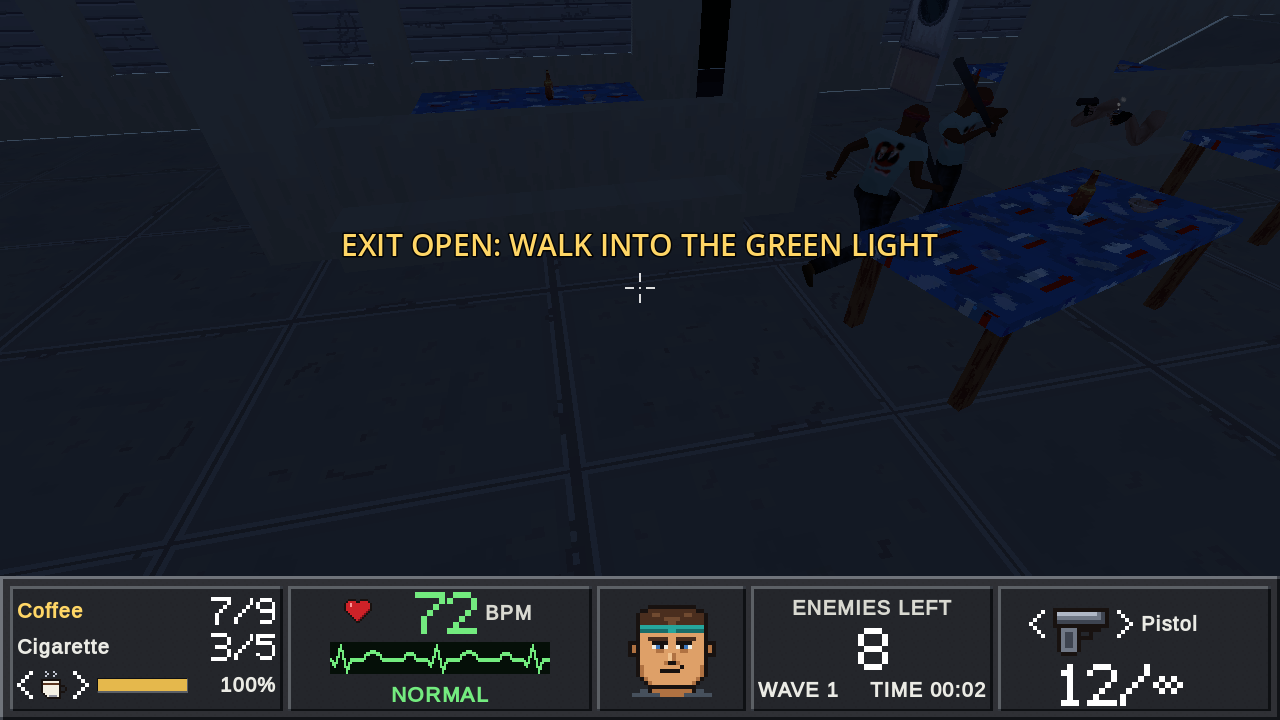 EXIT OPEN: WALK INTO THE GREEN LIGHT
Coffee 7/9
Cigarette 3/5
100%
72 BPM
NORMAL
ENEMIES LEFT
8
WAVE 1 TIME 00:02
Pistol
12/∞